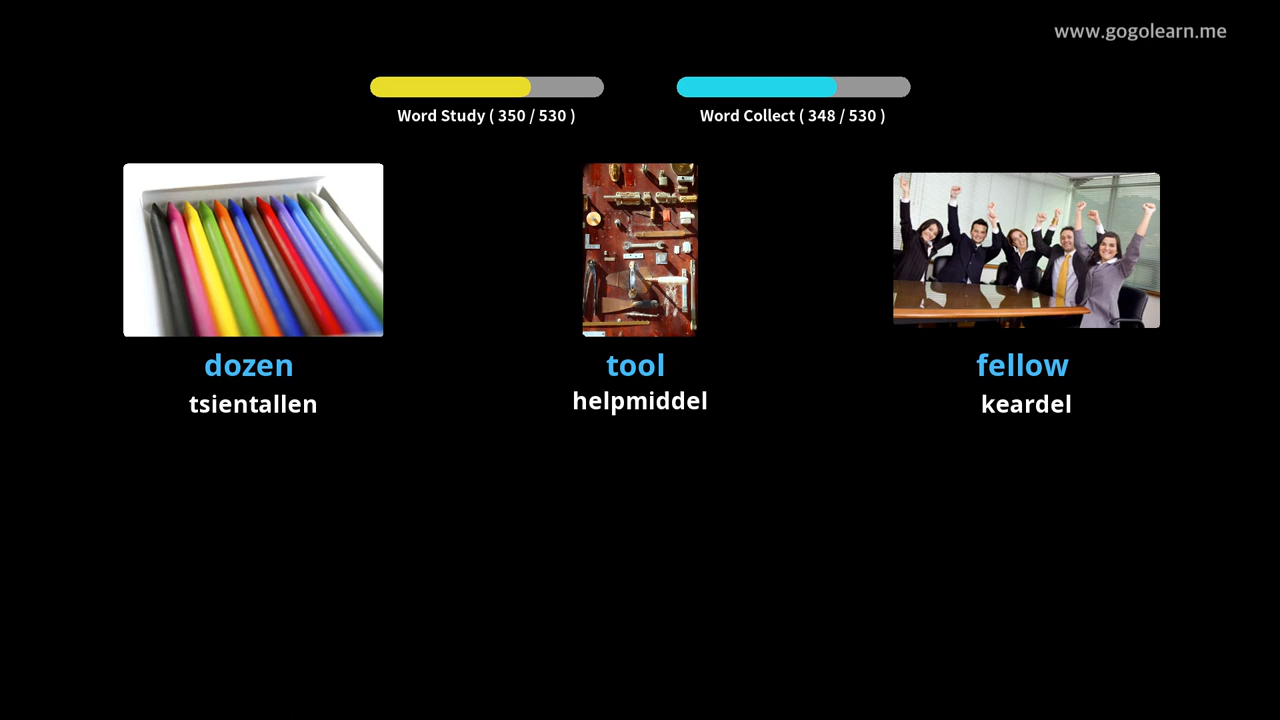 www.gogolearn.me
Word Study ( 350 / 530 )
Word Collect ( 348 / 530 )
dozen
tsientallen
tool
helpmiddel
fellow
keardel